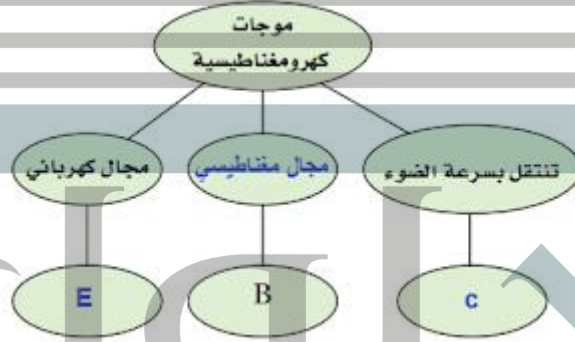 موجات
كهرومغناطيسية
تنتقل بسرعة الضوء
مجال مغناطيسي
مجال كهربائي
c
B
E